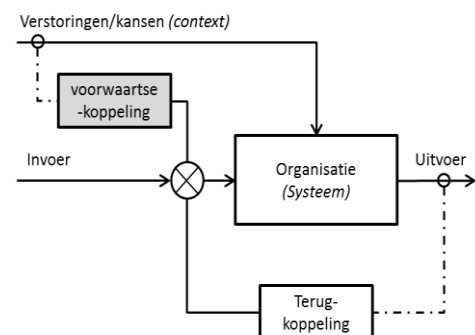 Verstoringen/kansen (context)
voorwaartse
-koppeling
Invoer
Organisatie
(Systeem)
Uitvoer
Terug-
koppeling